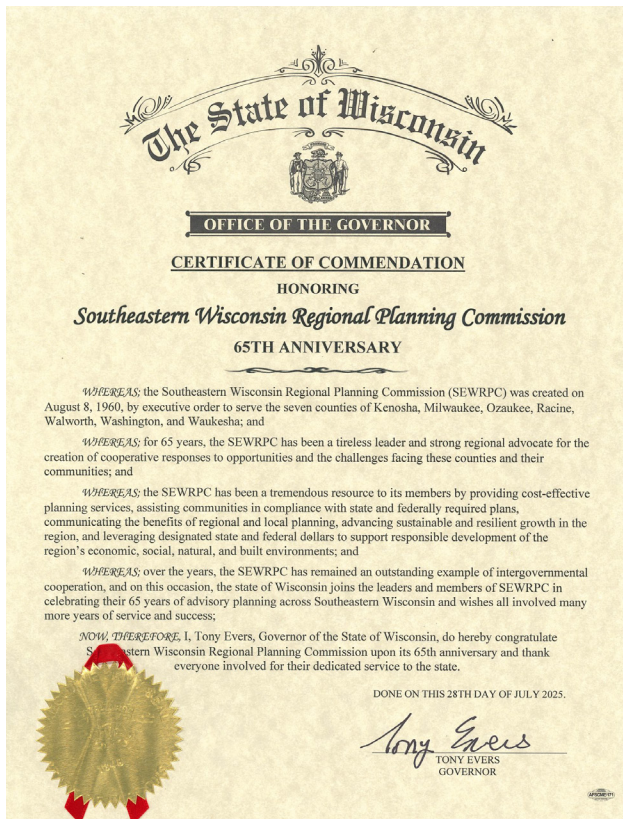 The State of Wisconsin
OFFICE OF THE GOVERNOR
CERTIFICATE OF COMMENDATION
HONORING
Southeastern Wisconsin Regional Planning Commission
65TH ANNIVERSARY
WHEREAS; the Southeastern Wisconsin Regional Planning Commission (SEWRPC) was created on
August 8, 1960, by executive order to serve the seven counties of Kenosha, Milwaukee, Ozaukee, Racine,
Walworth, Washington, and Waukesha; and
WHEREAS; for 65 years, the SEWRPC has been a tireless leader and strong regional advocate for the
creation of cooperative responses to opportunities and the challenges facing these counties and their
communities; and
WHEREAS; the SEWRPC has been a tremendous resource to its members by providing cost-effective
planning services, assisting communities in compliance with state and federally required plans,
communicating the benefits of regional and local planning, advancing sustainable and resilient growth in the
region, and leveraging designated state and federal dollars to support responsible development of the
region's economic, social, natural, and built environments; and
WHEREAS; over the years, the SEWRPC has remained an outstanding example of intergovernmental
cooperation, and on this occasion, the state of Wisconsin joins the leaders and members of SEWRPC in
celebrating their 65 years of advisory planning across Southeastern Wisconsin and wishes all involved many
more years of service and success;
NOW, THEREFORE, I, Tony Evers, Governor of the State of Wisconsin, do hereby congratulate
S eastern Wisconsin Regional Planning Commission upon its 65th anniversary and thank
everyone involved for their dedicated service to the state.
DONE ON THIS 28TH DAY OF JULY 2025.
Tony Evers
TONY EVERS
GOVERNOR